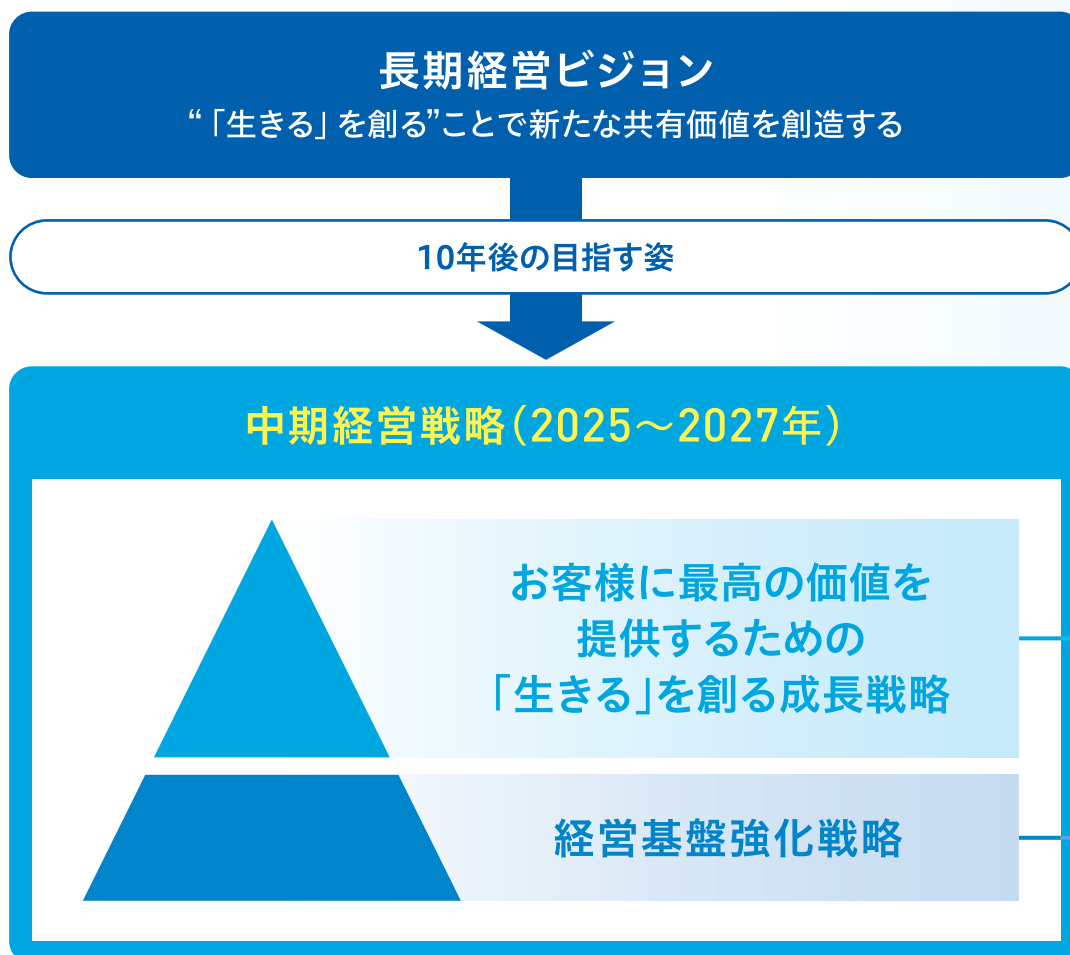 長期経営ビジョン
“「生きる」を創る”ことで新たな共有価値を創造する
10年後の目指す姿
中期経営戦略(2025〜2027年)
お客様に最高の価値を
提供するための
「生きる」を創る成長戦略
経営基盤強化戦略